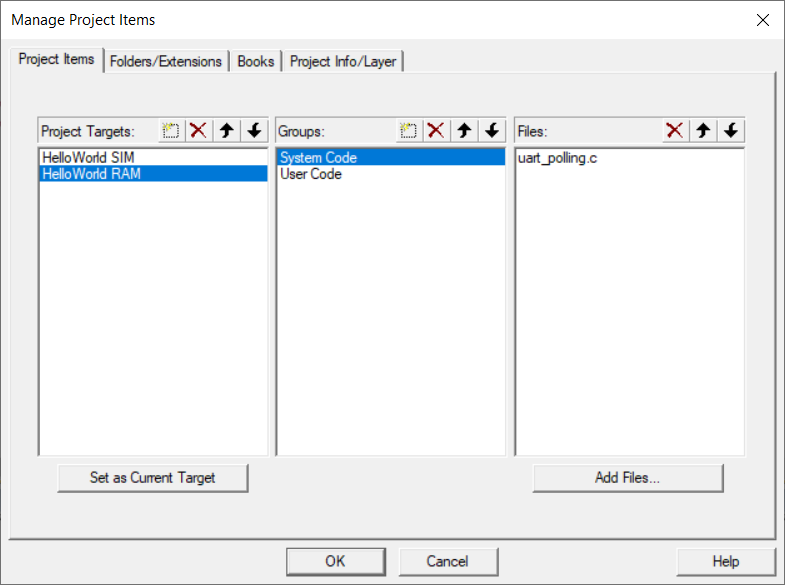 Manage Project Items
Project Items Folders/Extensions Books Project Info/Layer
Project Targets: Groups: Files:
HelloWorld SIM System Code uart_polling.c
HelloWorld RAM User Code
Set as Current Target Add Files...
OK Cancel Help